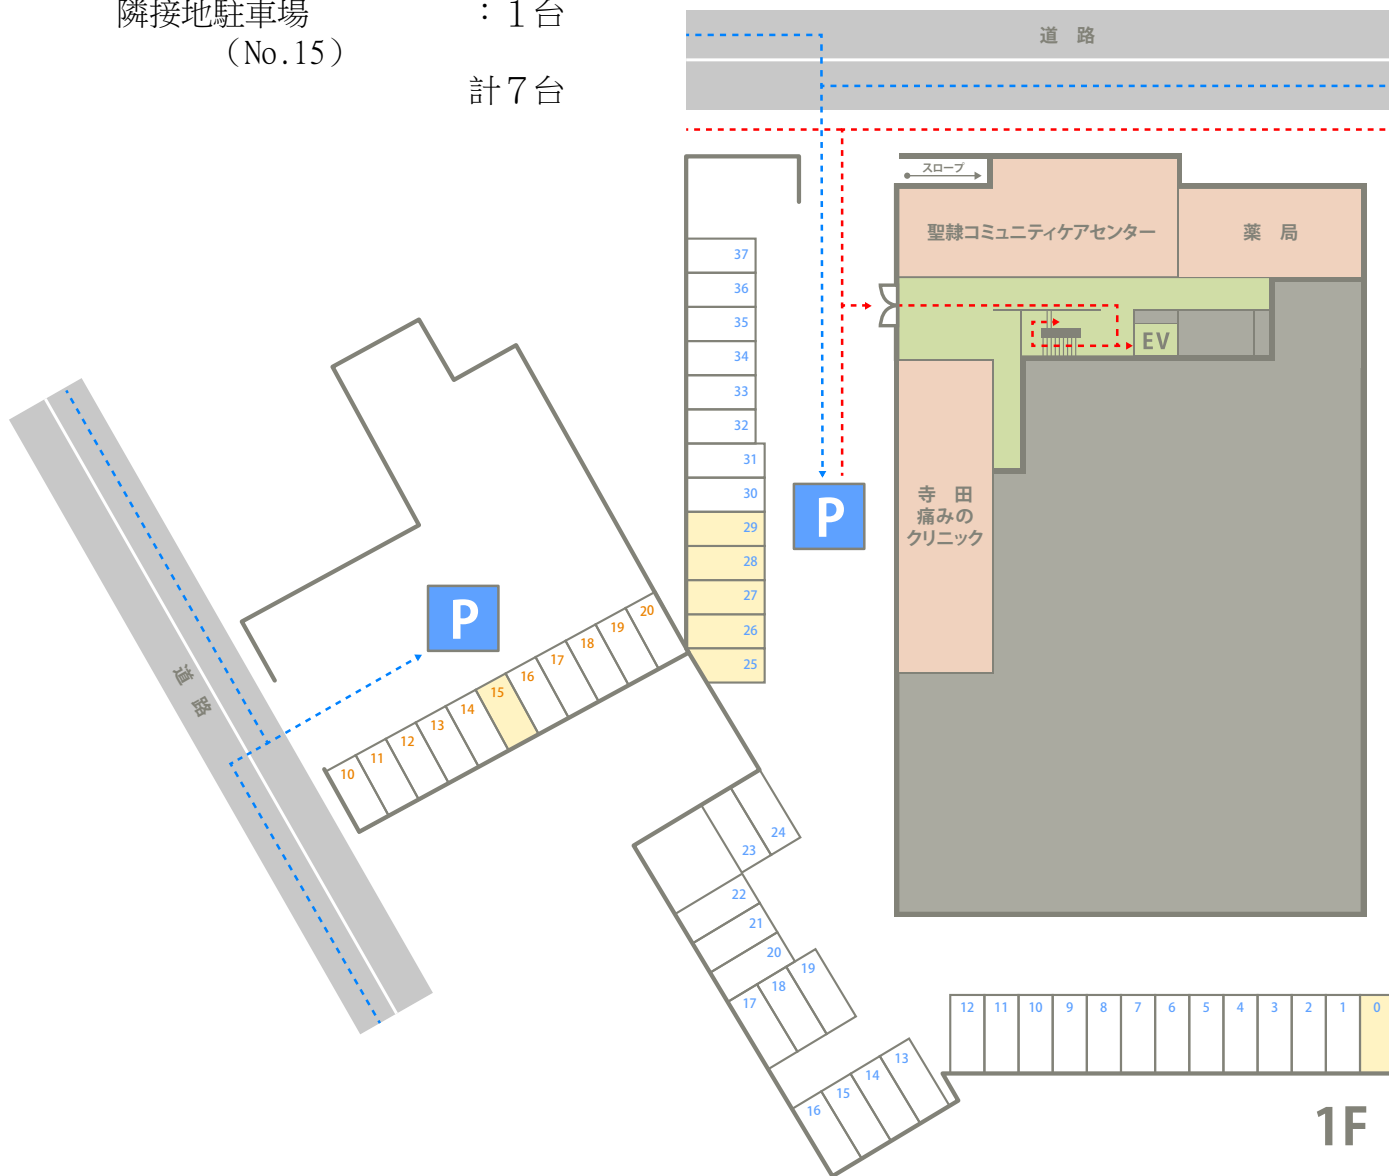 隣接地駐車場　　　：１台
（No.15）
計７台
道　路
スロープ
聖隷コミュニティケアセンター
薬　局
EV
寺　田
痛みの
クリニック
P
37
36
35
34
33
32
31
30
29
28
27
26
25
P
道　路
20
19
18
17
16
15
14
13
12
11
10
24
23
22
21
20
19
18
17
16
15
14
13
12 11 10 9 8 7 6 5 4 3 2 1 0
1F